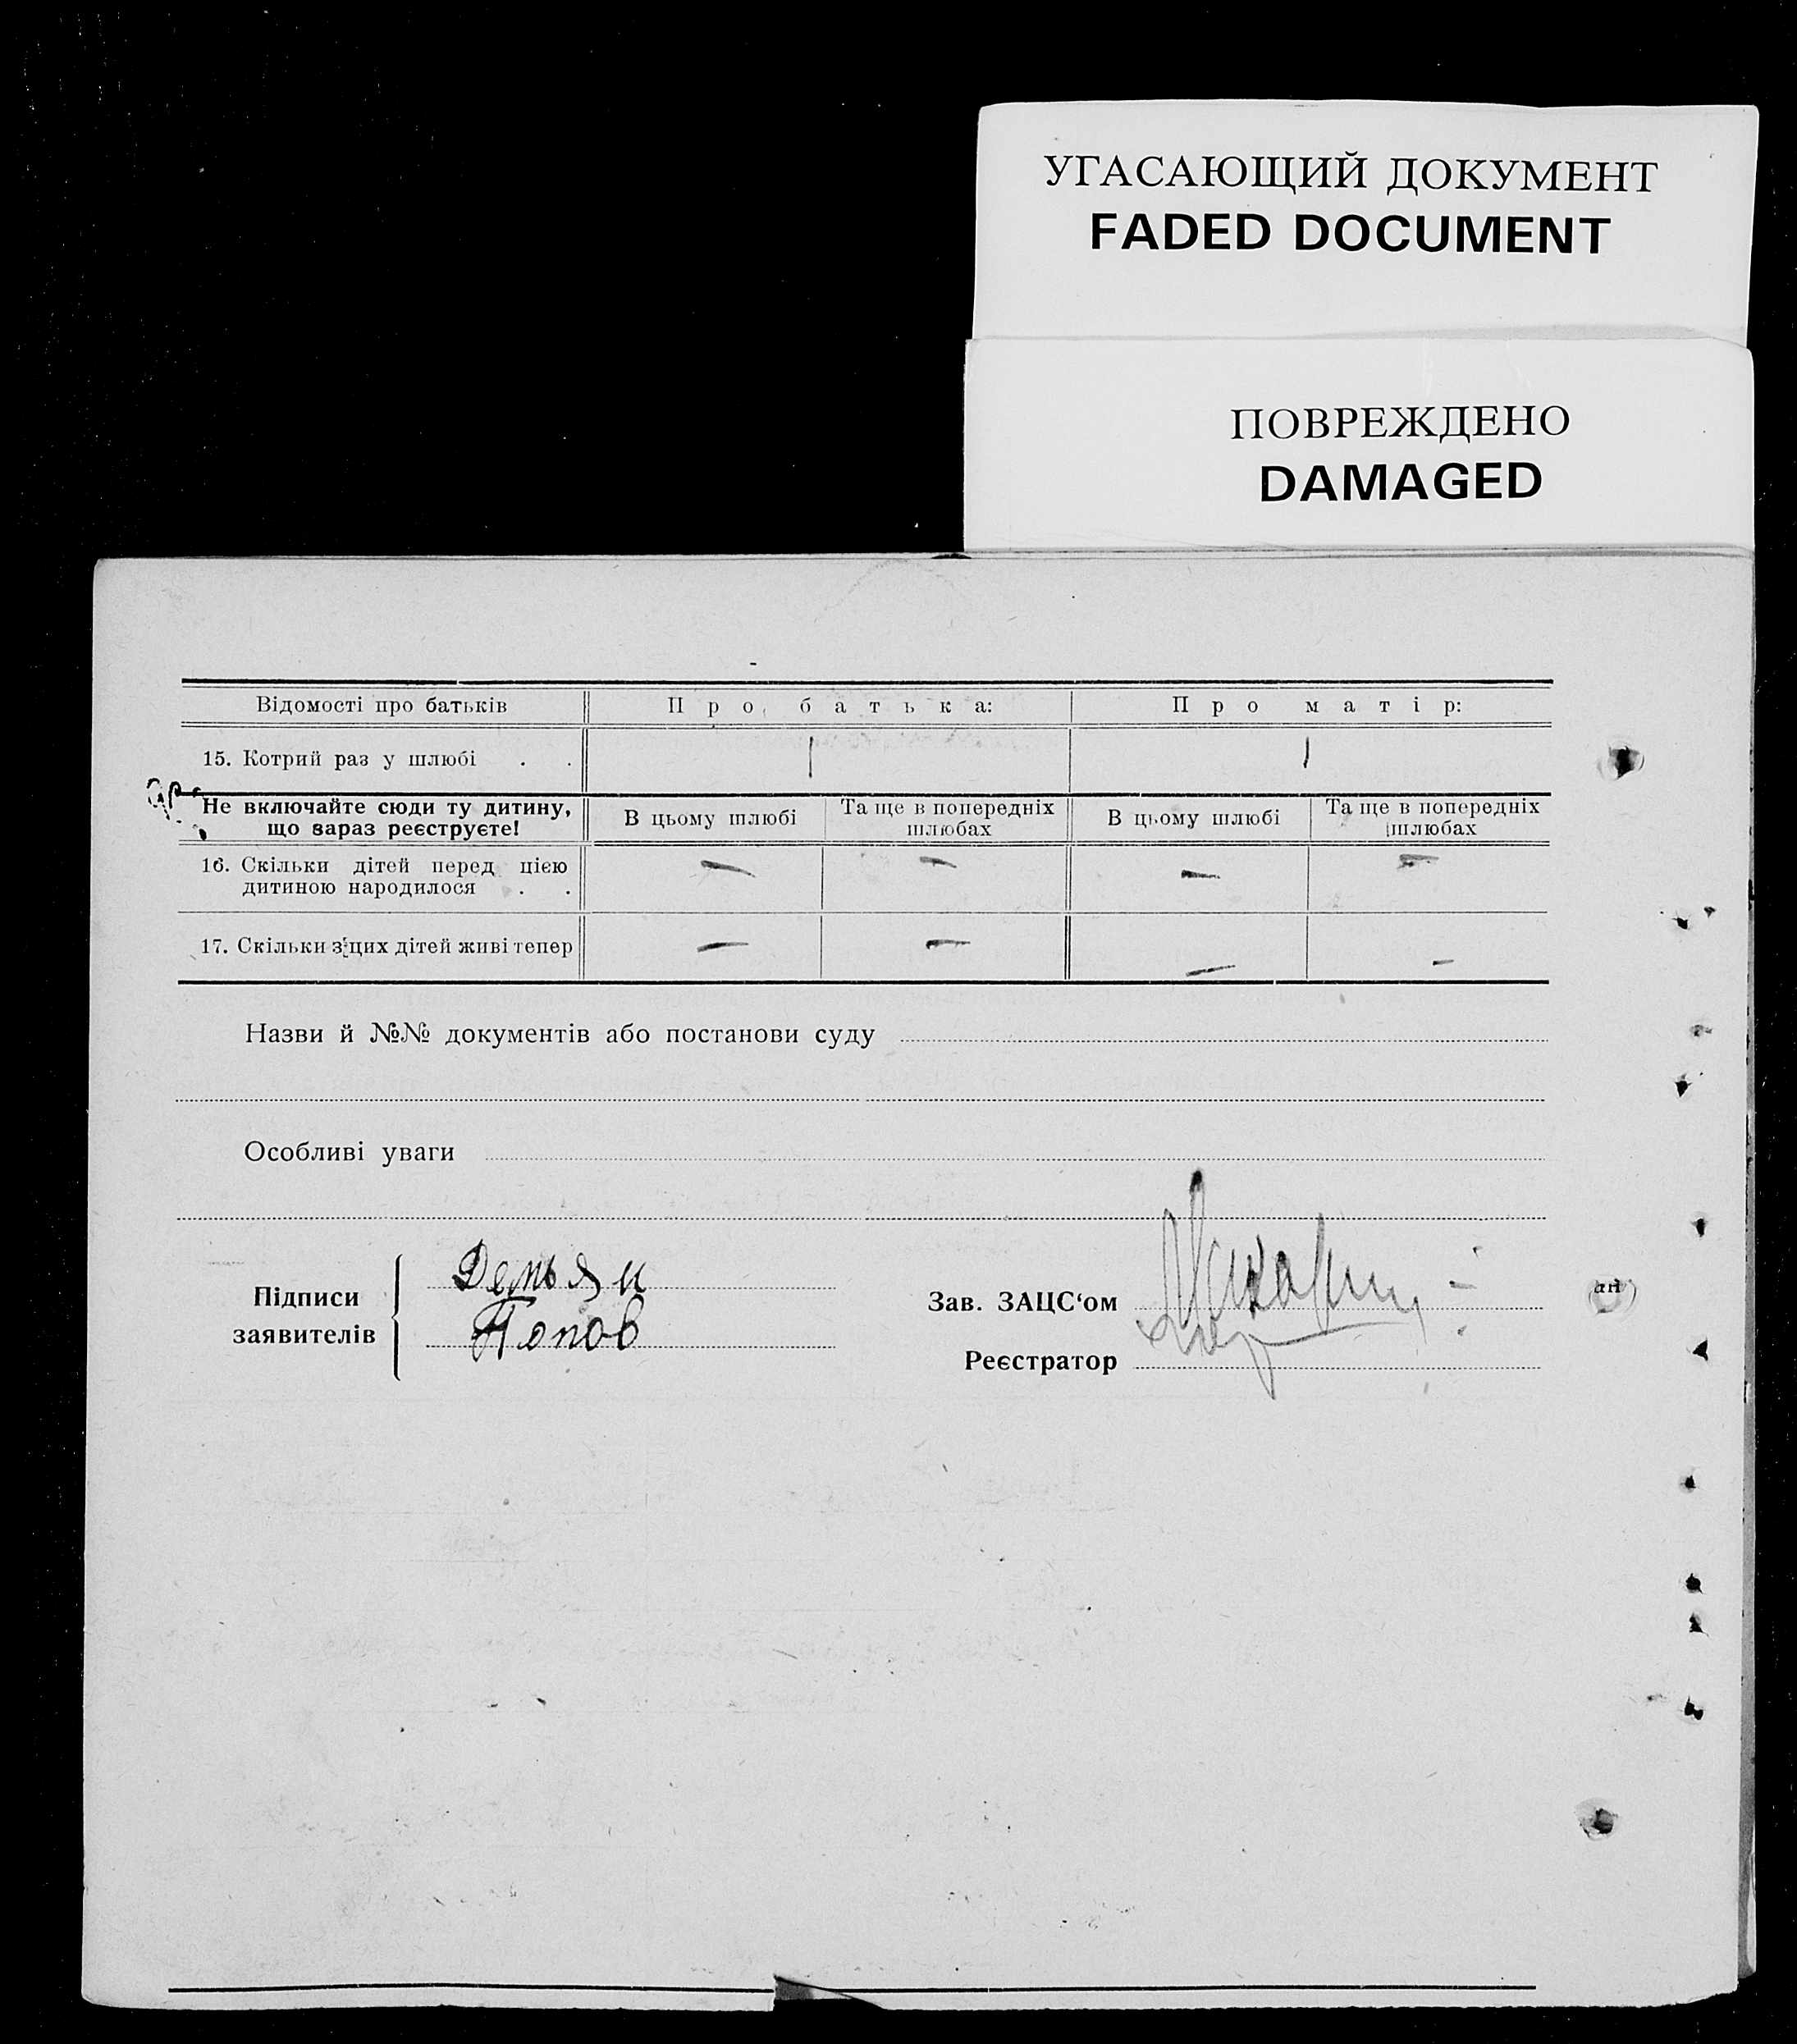 УГАСАЮЩИЙ ДОКУМЕНТ
FADED DOCUMENT
ПОВРЕЖДЕНО
DAMAGED
Відомості про батьків Про батька: Про матір:
15. Котрий раз у шлюбі . . 1 1
Не включайте сюди ту дитину,
що зараз реєструєте!
В цьому шлюбі
Та ще в попередніх
шлюбах
В цьому шлюбі
Та ще в попередніх
шлюбах
16. Скільки дітей перед цією
дитиною народилося . . — — — —
17. Скільки з цих дітей живі тепер — — — —
Назви й №№ документів або постанови суду
Особливі уваги
Підписи
заявителів
Демьян
Попов
Зав. ЗАЦС‘ом
Реєстратор